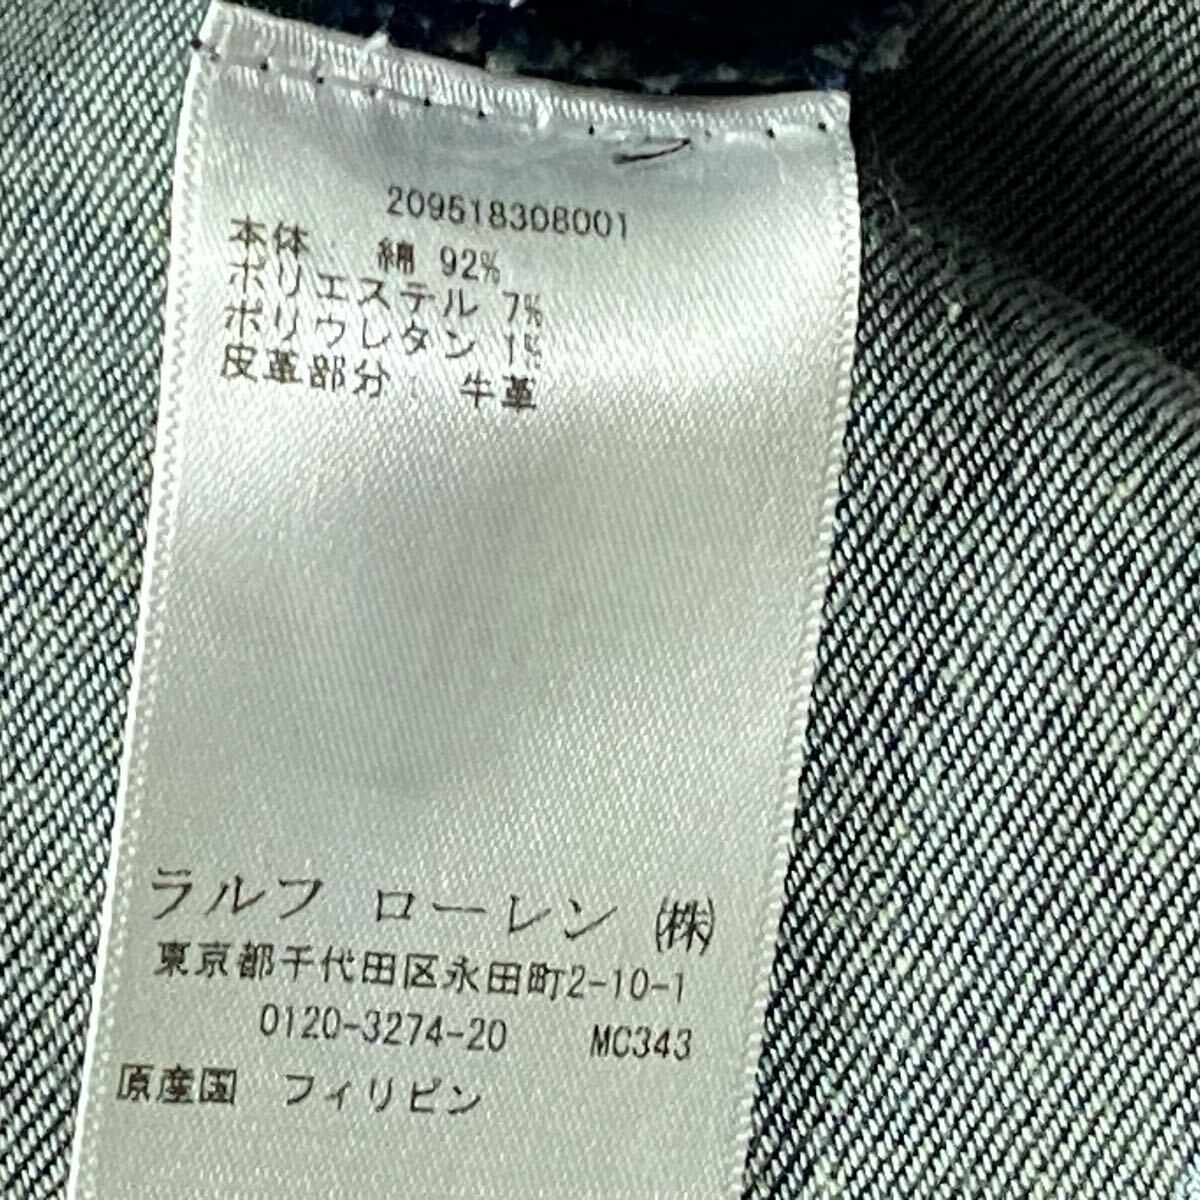 209518308001
本体 綿 92%
ポリエステル 7%
ポリウレタン 1%
皮革部分 : 牛革
ラルフ ローレン (株)
東京都千代田区永田町2-10-1
0120-3274-20 MC343
原産国 フィリピン